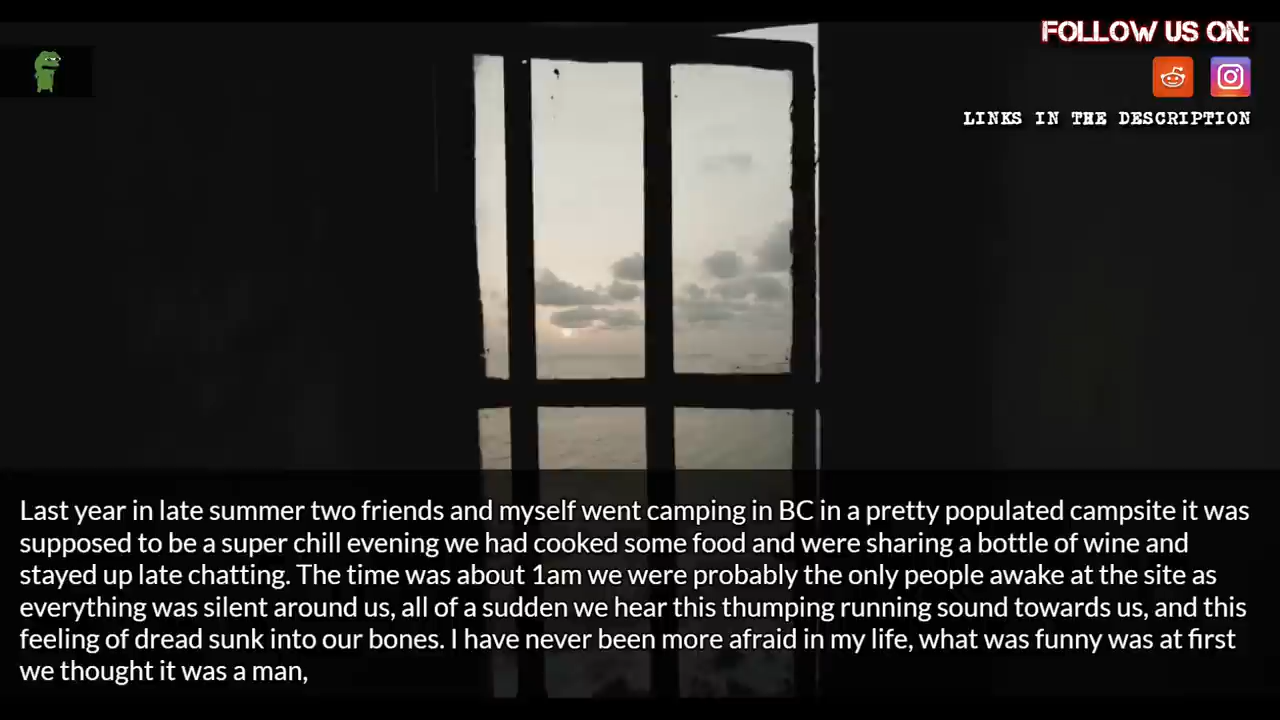 FOLLOW US ON:
LINKS IN THE DESCRIPTION
Last year in late summer two friends and myself went camping in BC in a pretty populated campsite it was
supposed to be a super chill evening we had cooked some food and were sharing a bottle of wine and
stayed up late chatting. The time was about 1am we were probably the only people awake at the site as
everything was silent around us, all of a sudden we hear this thumping running sound towards us, and this
feeling of dread sunk into our bones. I have never been more afraid in my life, what was funny was at first
we thought it was a man,